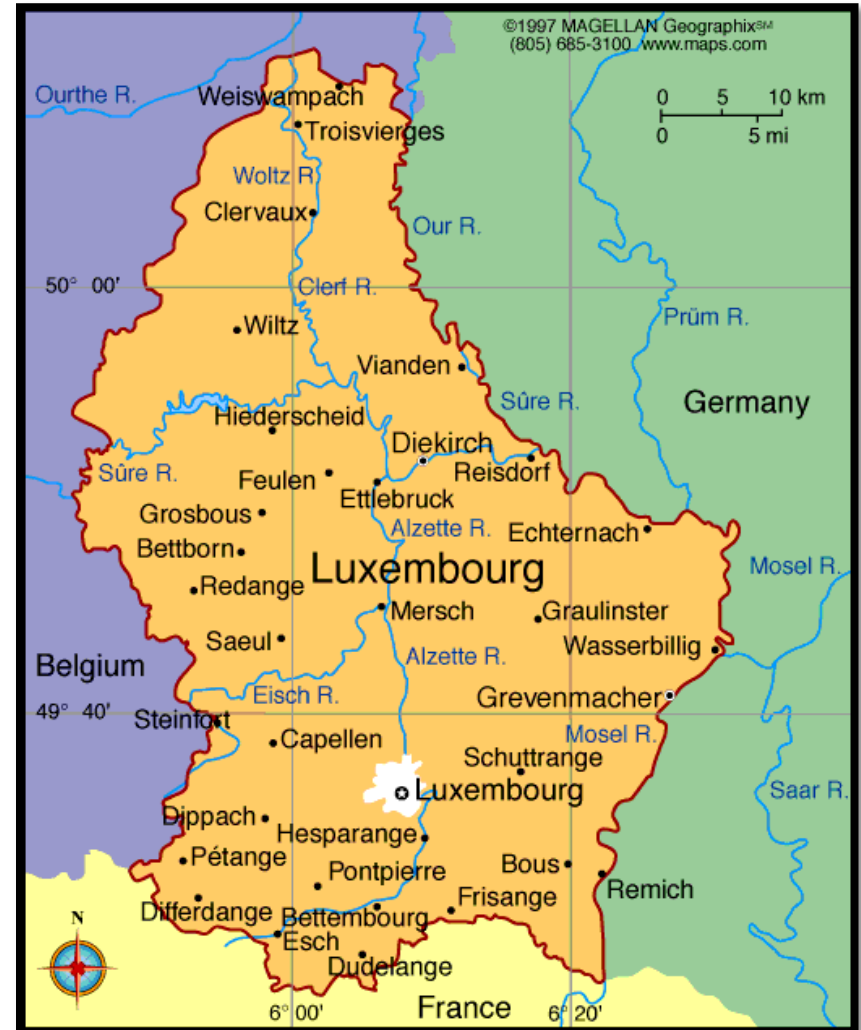 ©1997 MAGELLAN Geographix℠
(805) 685-3100 www.maps.com
Ourthe R.
Weiswampach
0 5 10 km
0 5 mi
Troisvierges
Woltz R
Clervaux
Our R.
50° 00'
Clerf R.
Wiltz
Prüm R.
Vianden
Sûre R.
Germany
Hiederscheid
Diekirch
Sûre R.
Feulen
Reisdorf
Ettlebruck
Grosbous
Alzette R.
Echternach
Bettborn
Luxembourg
Mosel R.
Redange
Mersch
Graulinster
Saeul
Alzette R.
Wasserbillig
Belgium
Eisch R.
Grevenmacher
49° 40'
Steinfort
Mosel R.
Capellen
Schuttrange
Luxembourg
Saar R.
Dippach
Hesparange
Pétange
Pontpierre
Bous
Remich
Differdange
Bettembourg
Frisange
N
Esch
Dudelange
6° 00'
France
6° 20'